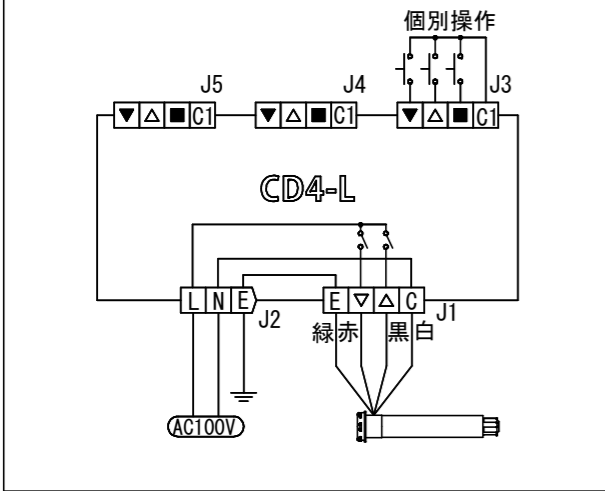 個別操作
J5 J4 J3
▼ △ ■ C1 ▼ △ ■ C1 ▼ △ ■ C1
CD4-L
L N E E ▽ △ C
J2 J1
緑 赤 黒 白
AC100V